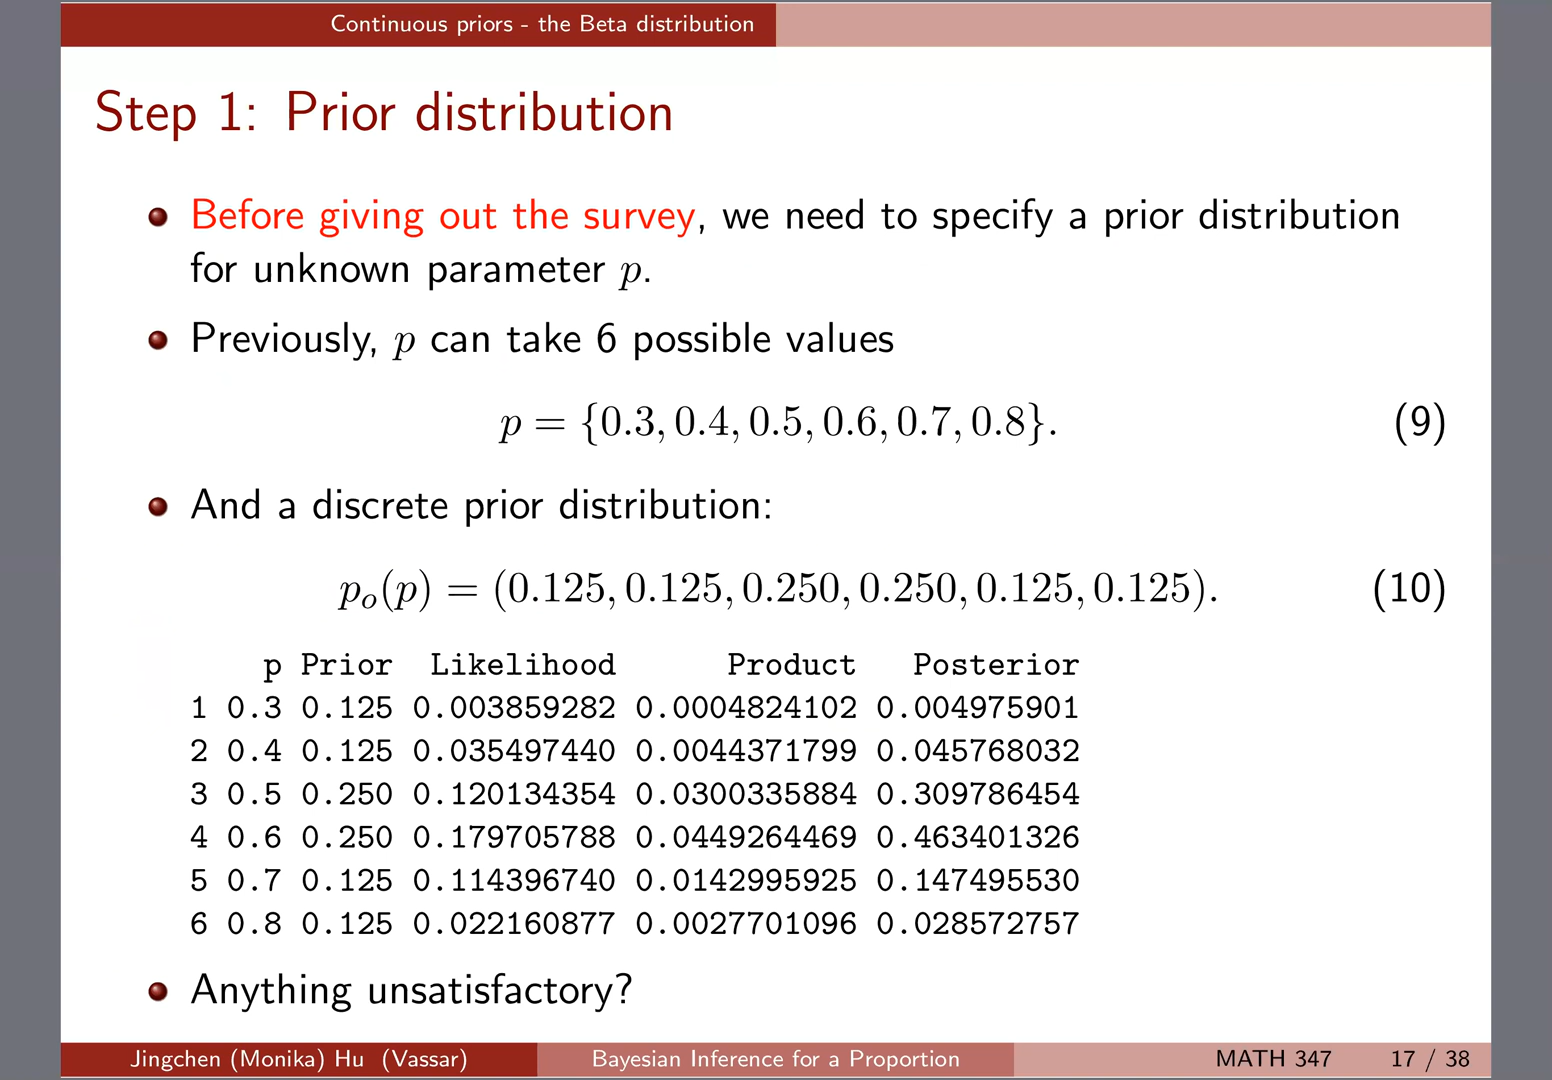 Continuous priors - the Beta distribution
Step 1: Prior distribution
Before giving out the survey, we need to specify a prior distribution
for unknown parameter p.
Previously, p can take 6 possible values
p = {0.3, 0.4, 0.5, 0.6, 0.7, 0.8}. (9)
And a discrete prior distribution:
pₒ(p) = (0.125, 0.125, 0.250, 0.250, 0.125, 0.125). (10)
p Prior Likelihood Product Posterior
1 0.3 0.125 0.003859282 0.0004824102 0.004975901
2 0.4 0.125 0.035497440 0.0044371799 0.045768032
3 0.5 0.250 0.120134354 0.0300335884 0.309786454
4 0.6 0.250 0.179705788 0.0449264469 0.463401326
5 0.7 0.125 0.114396740 0.0142995925 0.147495530
6 0.8 0.125 0.022160877 0.0027701096 0.028572757
Anything unsatisfactory?
Jingchen (Monika) Hu (Vassar) Bayesian Inference for a Proportion MATH 347 17 / 38